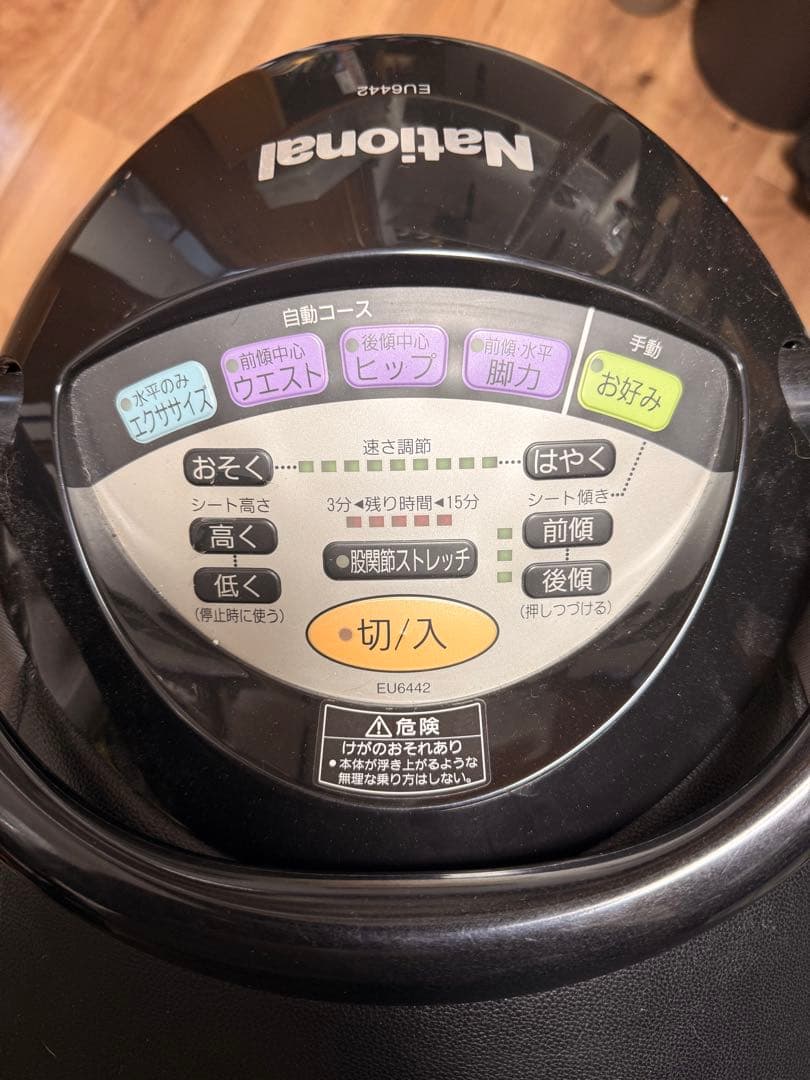 EU6442
National
自動コース
手動
水平のみ
エクササイズ
前傾中心
ウエスト
後傾中心
ヒップ
前傾・水平
脚力
お好み
速さ調節
おそく
はやく
シート高さ
3分◀残り時間◀15分
シート傾き
高く
前傾
股関節ストレッチ
低く
後傾
(停止時に使う)
(押しつづける)
切/入
EU6442
⚠危険
けがのおそれあり
●本体が浮き上がるような
無理な乗り方はしない。